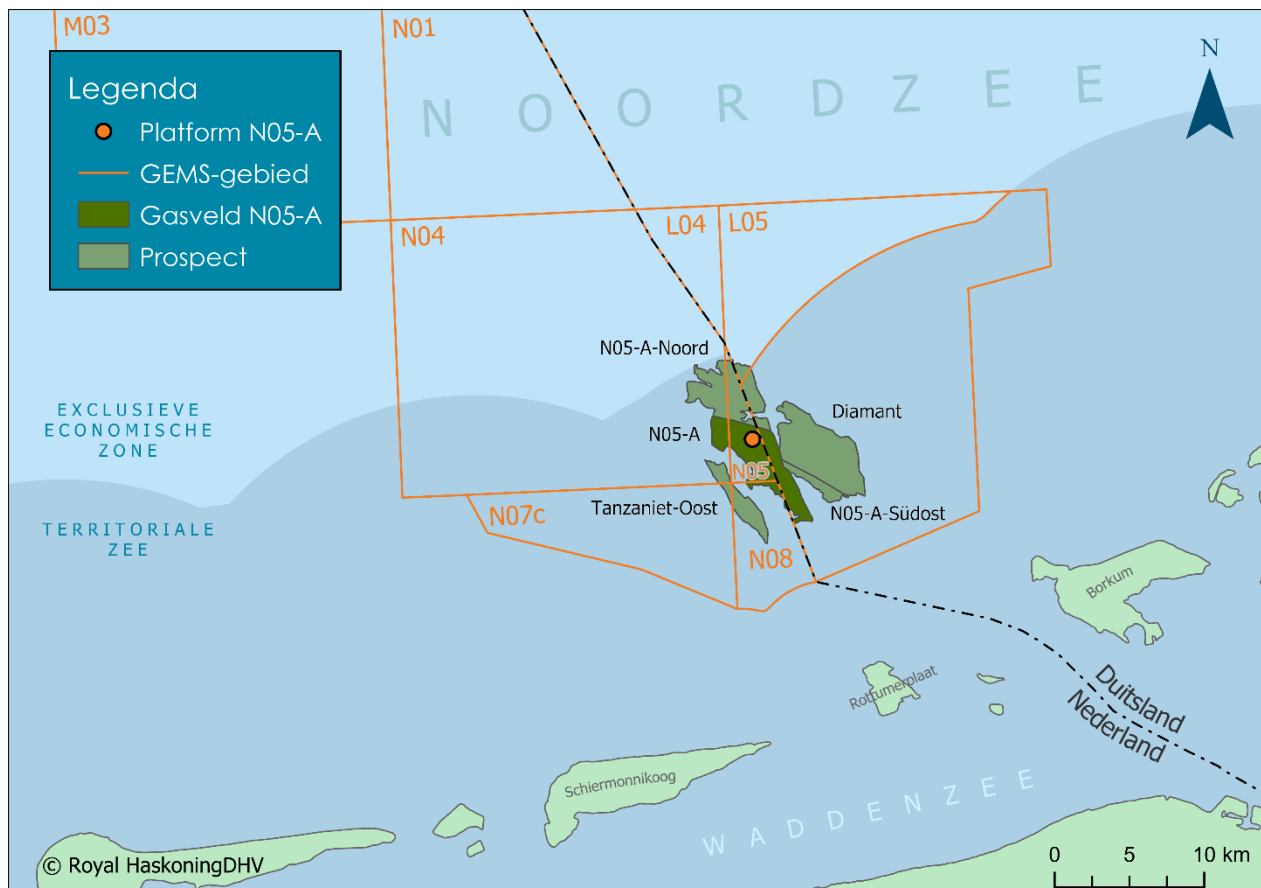 M03
N01
N
NOORDZEE
Legenda
Platform N05-A
GEMS-gebied
Gasveld N05-A
Prospect
N04
L04
L05
N05-A-Noord
EXCLUSIEVE
ECONOMISCHE
ZONE
Diamant
N05-A
N05
Tanzaniet-Oost
N05-A-Südost
N07c
TERRITORIALE
ZEE
N08
Borkum
Rottumerplaat
Duitsland
Nederland
Schiermonnikoog
WADDENZEE
© Royal HaskoningDHV
0 5 10 km